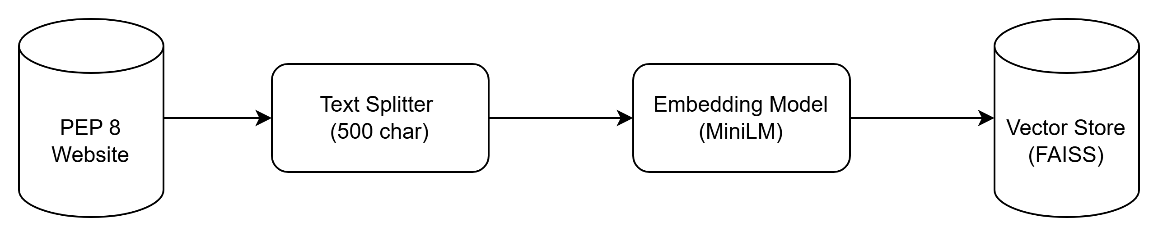 PEP 8
Website
Text Splitter
(500 char)
Embedding Model
(MiniLM)
Vector Store
(FAISS)